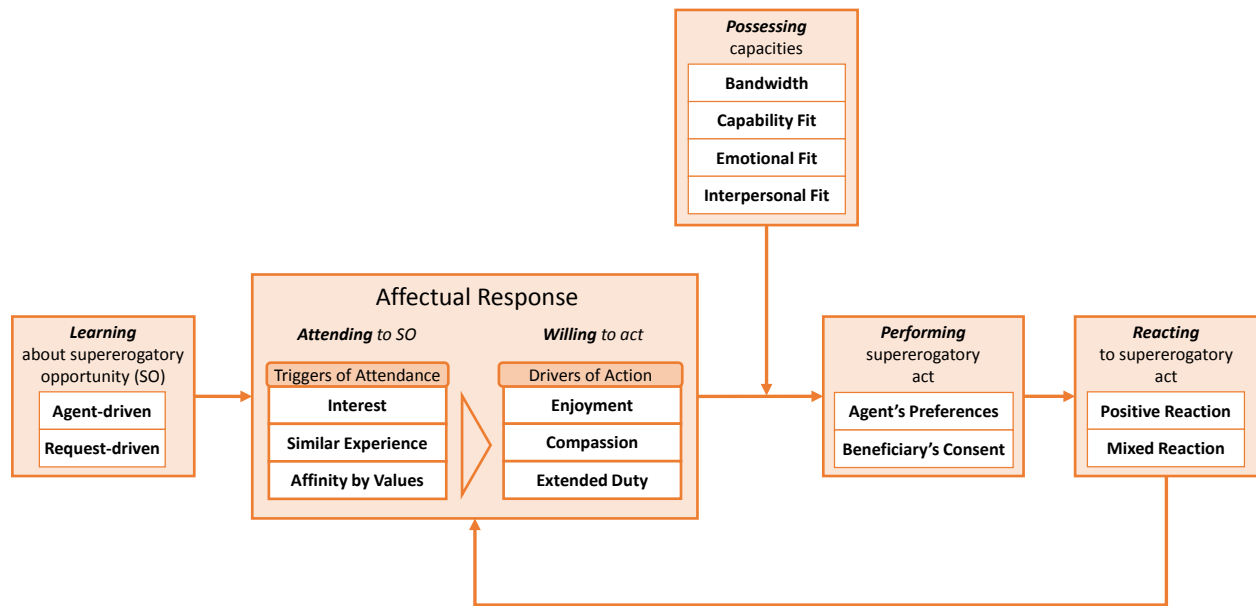 Possessing
capacities
Bandwidth
Capability Fit
Emotional Fit
Interpersonal Fit
Learning
about supererogatory
opportunity (SO)
Agent-driven
Request-driven
Affectual Response
Attending to SO
Triggers of Attendance
Interest
Similar Experience
Affinity by Values
Willing to act
Drivers of Action
Enjoyment
Compassion
Extended Duty
Performing
supererogatory
act
Agent's Preferences
Beneficiary's Consent
Reacting
to supererogatory
act
Positive Reaction
Mixed Reaction